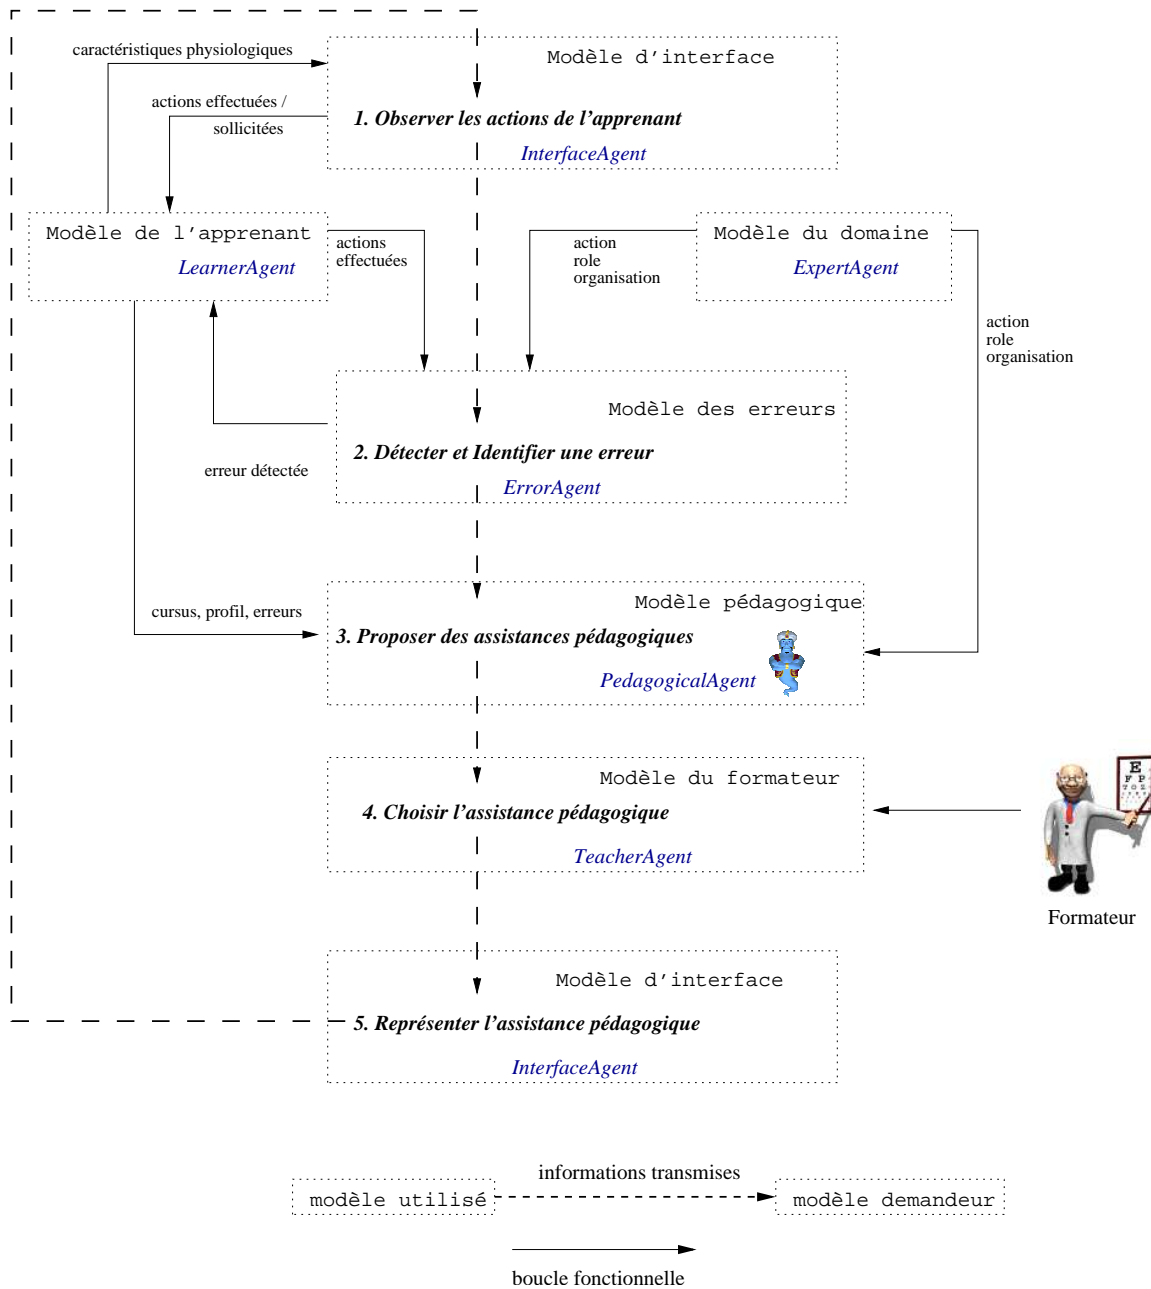 caractéristiques physiologiques
Modèle d'interface
actions effectuées /
sollicitées
1. Observer les actions de l'apprenant
InterfaceAgent
Modèle de l'apprenant
LearnerAgent
actions
effectuées
action
role
organisation
Modèle du domaine
ExpertAgent
action
role
organisation
Modèle des erreurs
2. Détecter et Identifier une erreur
ErrorAgent
erreur détectée
Modèle pédagogique
cursus, profil, erreurs
3. Proposer des assistances pédagogiques
PedagogicalAgent
Modèle du formateur
4. Choisir l'assistance pédagogique
TeacherAgent
E
F P
T O Z
Formateur
Modèle d'interface
5. Représenter l'assistance pédagogique
InterfaceAgent
informations transmises
modèle utilisé
modèle demandeur
boucle fonctionnelle